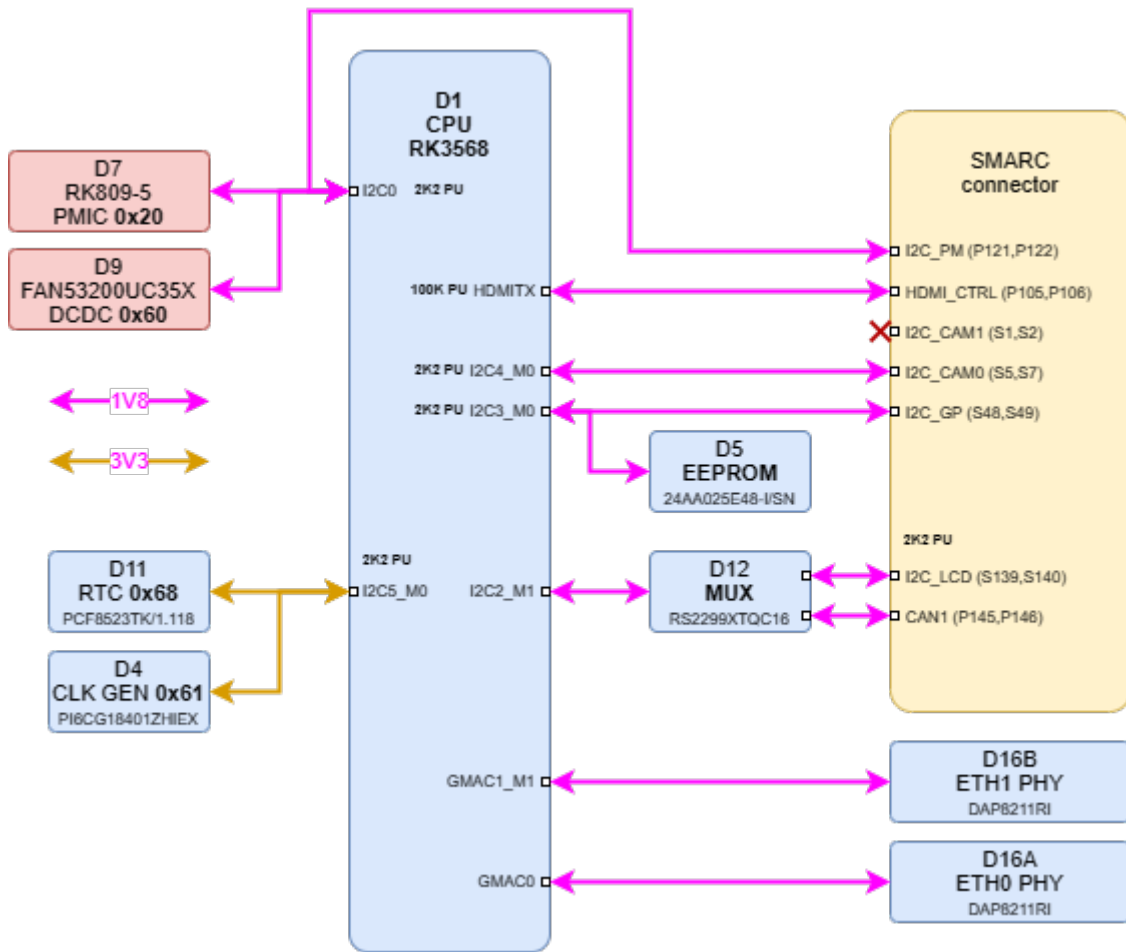 D1
CPU
RK3568
D7
RK809-5
PMIC 0x20
I2C0
2K2 PU
D9
FAN53200UC35X
DCDC 0x60
1V8
3V3
SMARC
connector
I2C_PM (P121,P122)
100K PU
HDMITX
HDMI_CTRL (P105,P106)
I2C_CAM1 (S1,S2)
2K2 PU
I2C4_M0
I2C_CAM0 (S5,S7)
2K2 PU
I2C3_M0
I2C_GP (S48,S49)
D5
EEPROM
24AA025E48-I/SN
D11
RTC 0x68
PCF8523TK/1.118
2K2 PU
I2C5_M0
D4
CLK GEN 0x61
PI6CG18401ZHIEX
I2C2_M1
D12
MUX
RS2299XTQC16
2K2 PU
I2C_LCD (S139,S140)
CAN1 (P145,P146)
GMAC1_M1
D16B
ETH1 PHY
DAP8211RI
GMAC0
D16A
ETH0 PHY
DAP8211RI